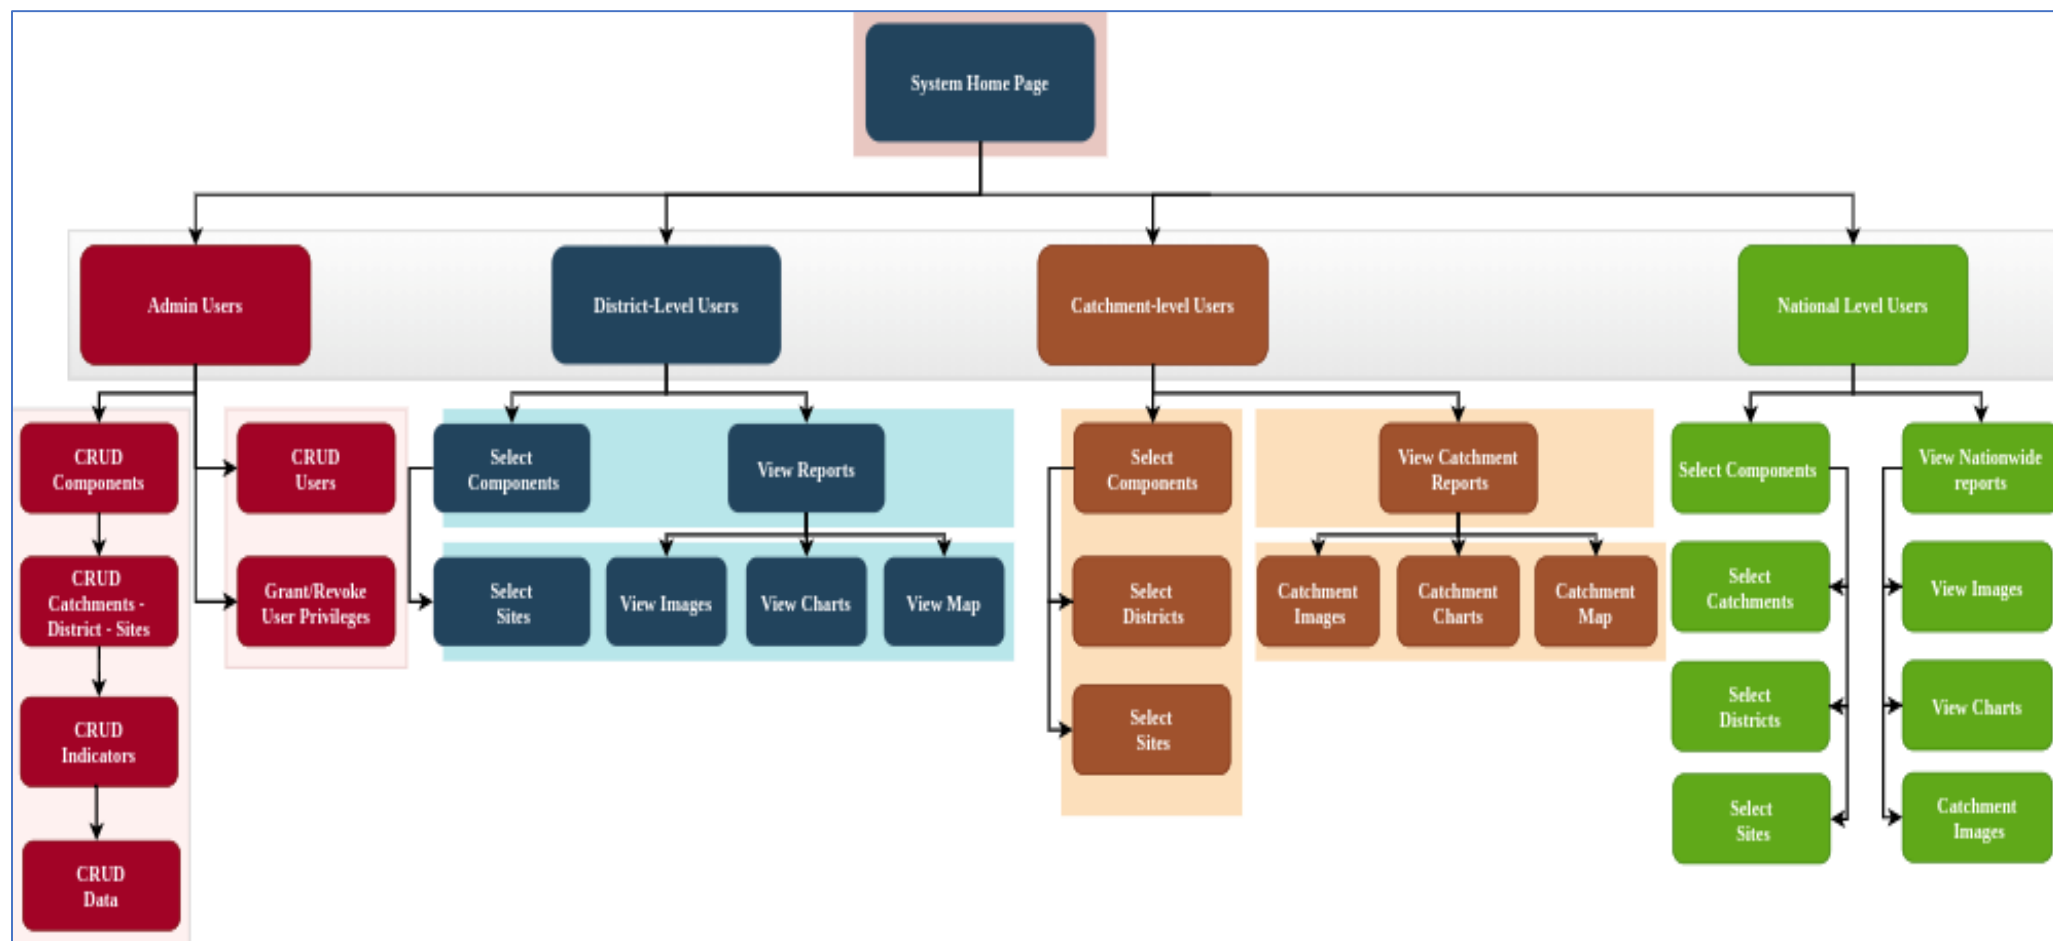 System Home Page
Admin Users
District-Level Users
Catchment-level Users
National Level Users
CRUD
Components
CRUD
Users
Select
Components
View Reports
Select
Components
View Catchment
Reports
Select Components
View Nationwide
reports
CRUD
Catchments -
District - Sites
Grant/Revoke
User Privileges
Select
Sites
View Images
View Charts
View Map
Select
Districts
Catchment
Images
Catchment
Charts
Catchment
Map
Select
Catchments
View Images
CRUD
Indicators
Select
Sites
Select
Districts
View Charts
CRUD
Data
Select
Sites
Catchment
Images